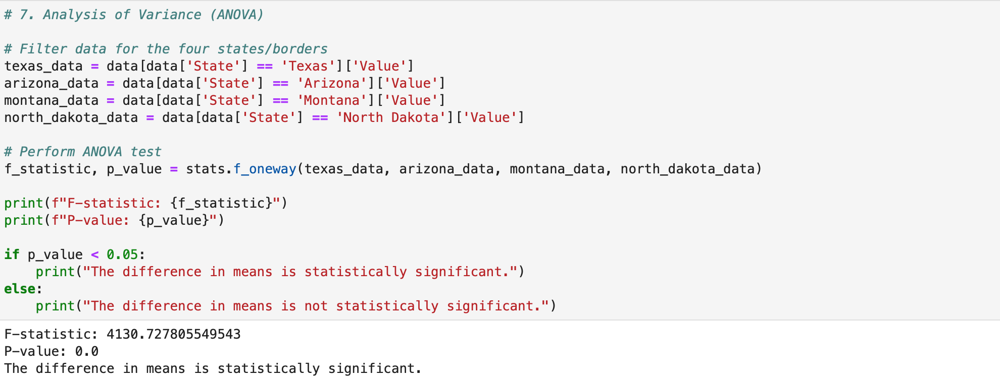 # 7. Analysis of Variance (ANOVA)
# Filter data for the four states/borders
texas_data = data[data['State'] == 'Texas']['Value']
arizona_data = data[data['State'] == 'Arizona']['Value']
montana_data = data[data['State'] == 'Montana']['Value']
north_dakota_data = data[data['State'] == 'North Dakota']['Value']
# Perform ANOVA test
f_statistic, p_value = stats.f_oneway(texas_data, arizona_data, montana_data, north_dakota_data)
print(f"F-statistic: {f_statistic}")
print(f"P-value: {p_value}")
if p_value < 0.05:
    print("The difference in means is statistically significant.")
else:
    print("The difference in means is not statistically significant.")
F-statistic: 4130.727805549543
P-value: 0.0
The difference in means is statistically significant.